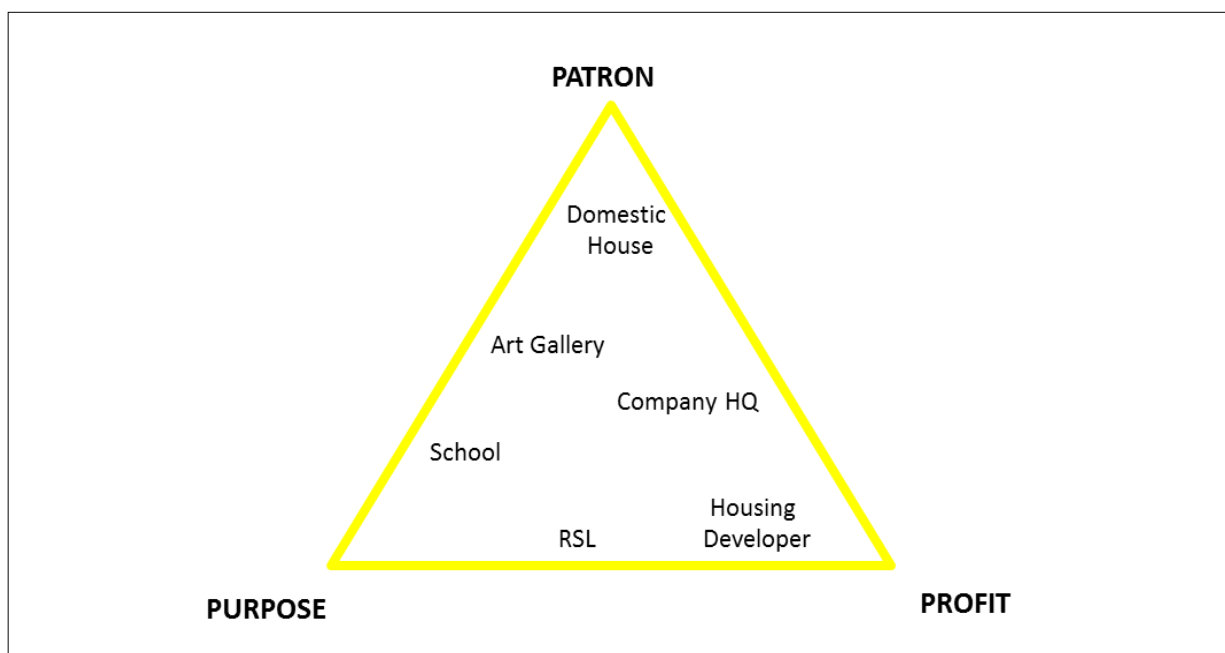 PATRON
Domestic
House
Art Gallery
Company HQ
School
Housing
Developer
RSL
PURPOSE
PROFIT